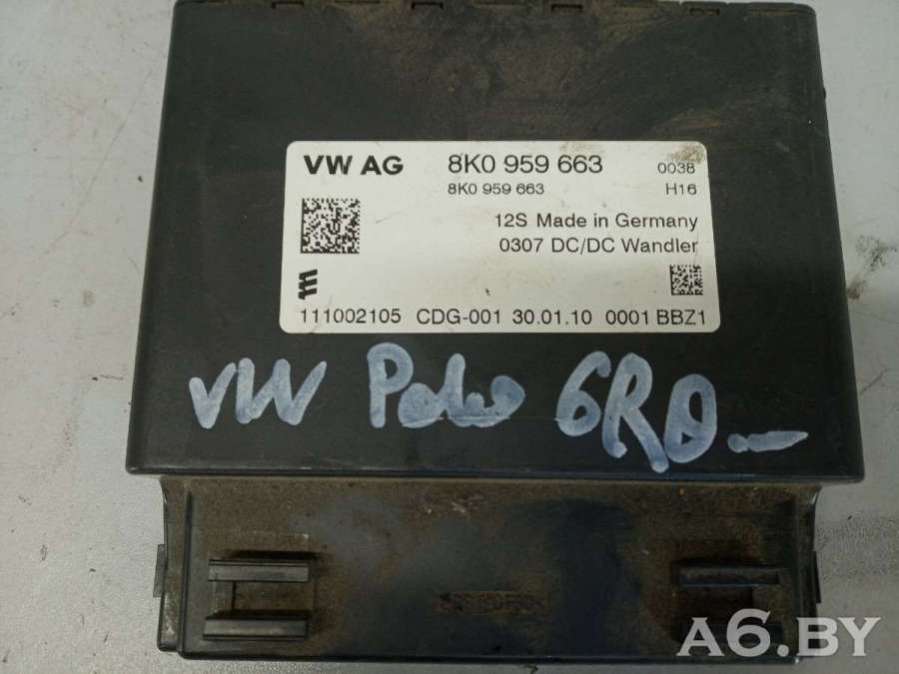 VW AG 8K0 959 663 0038
8K0 959 663 H16
12S Made in Germany
0307 DC/DC Wandler
111002105 CDG-001 30.01.10 0001 BBZ1
VW Polo 6R0_
A6.BY